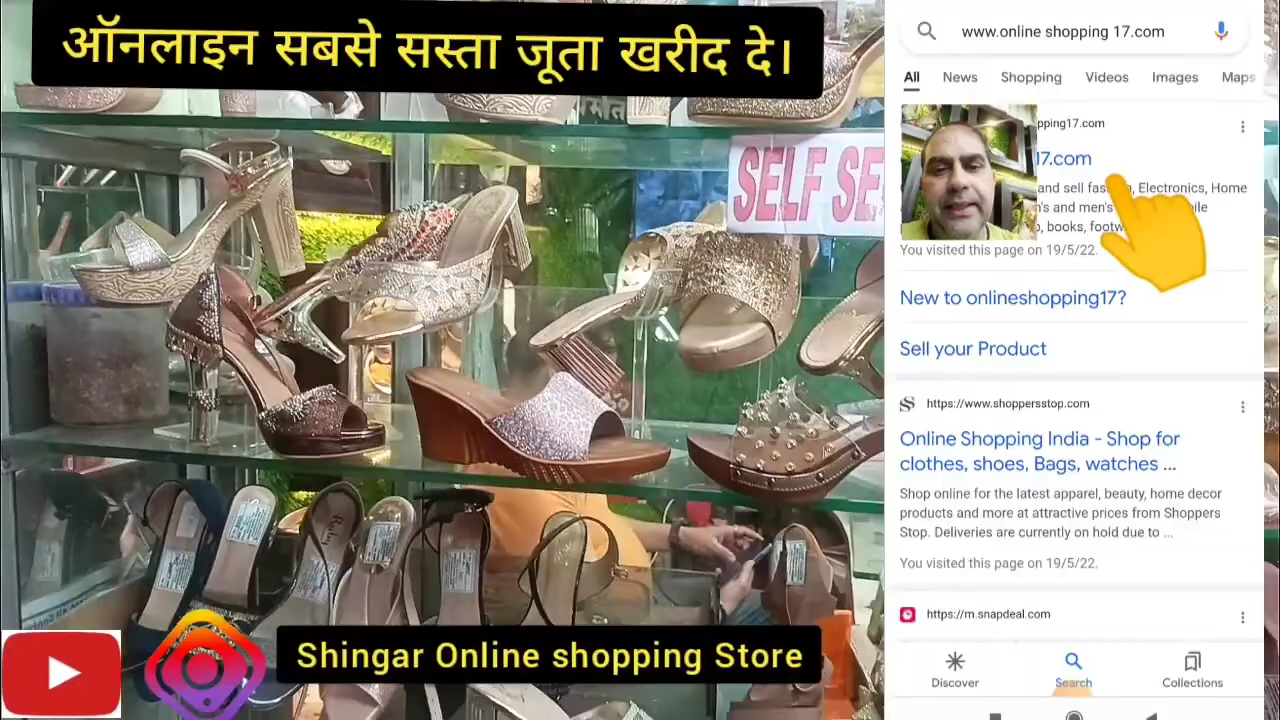 ऑनलाइन सबसे सस्ता जूता खरीद दे।
SELF SE
Shingar Online shopping Store
www.online shopping 17.com
All News Shopping Videos Images Maps
pping17.com
17.com
and sell Electronics, Home
and men's
books,
You visited this page on 19/5/22.
New to onlineshopping17?
Sell your Product
https://www.shoppersstop.com
Online Shopping India - Shop for
clothes, shoes, Bags, watches ...
Shop online for the latest apparel, beauty, home decor
products and more at attractive prices from Shoppers
Stop. Deliveries are currently on hold due to ...
You visited this page on 19/5/22.
https://m.snapdeal.com
Discover Search Collections